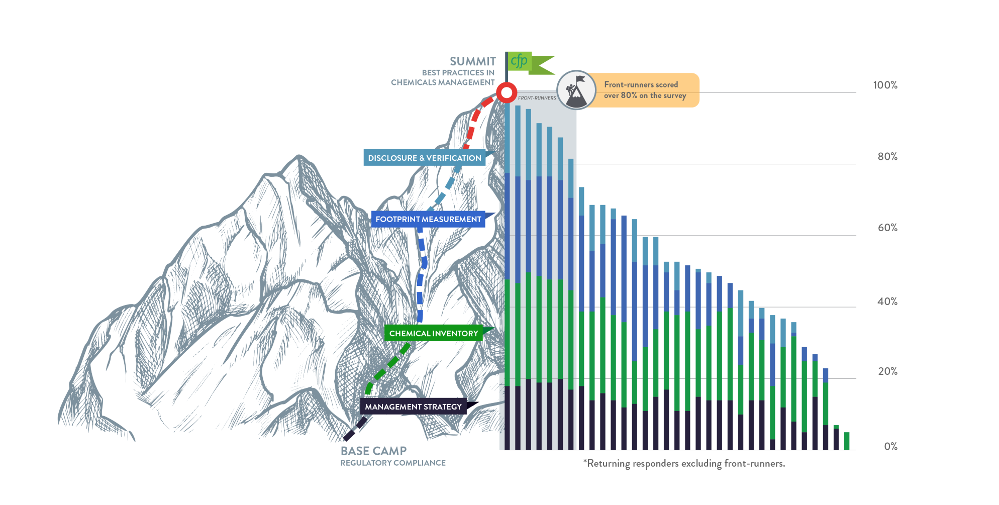 SUMMIT
BEST PRACTICES IN
CHEMICALS MANAGEMENT
cfp
FRONT-RUNNERS
Front-runners scored
over 80% on the survey
DISCLOSURE & VERIFICATION
FOOTPRINT MEASUREMENT
CHEMICAL INVENTORY
MANAGEMENT STRATEGY
BASE CAMP
REGULATORY COMPLIANCE
100%
80%
60%
40%
20%
0%
*Returning responders excluding front-runners.